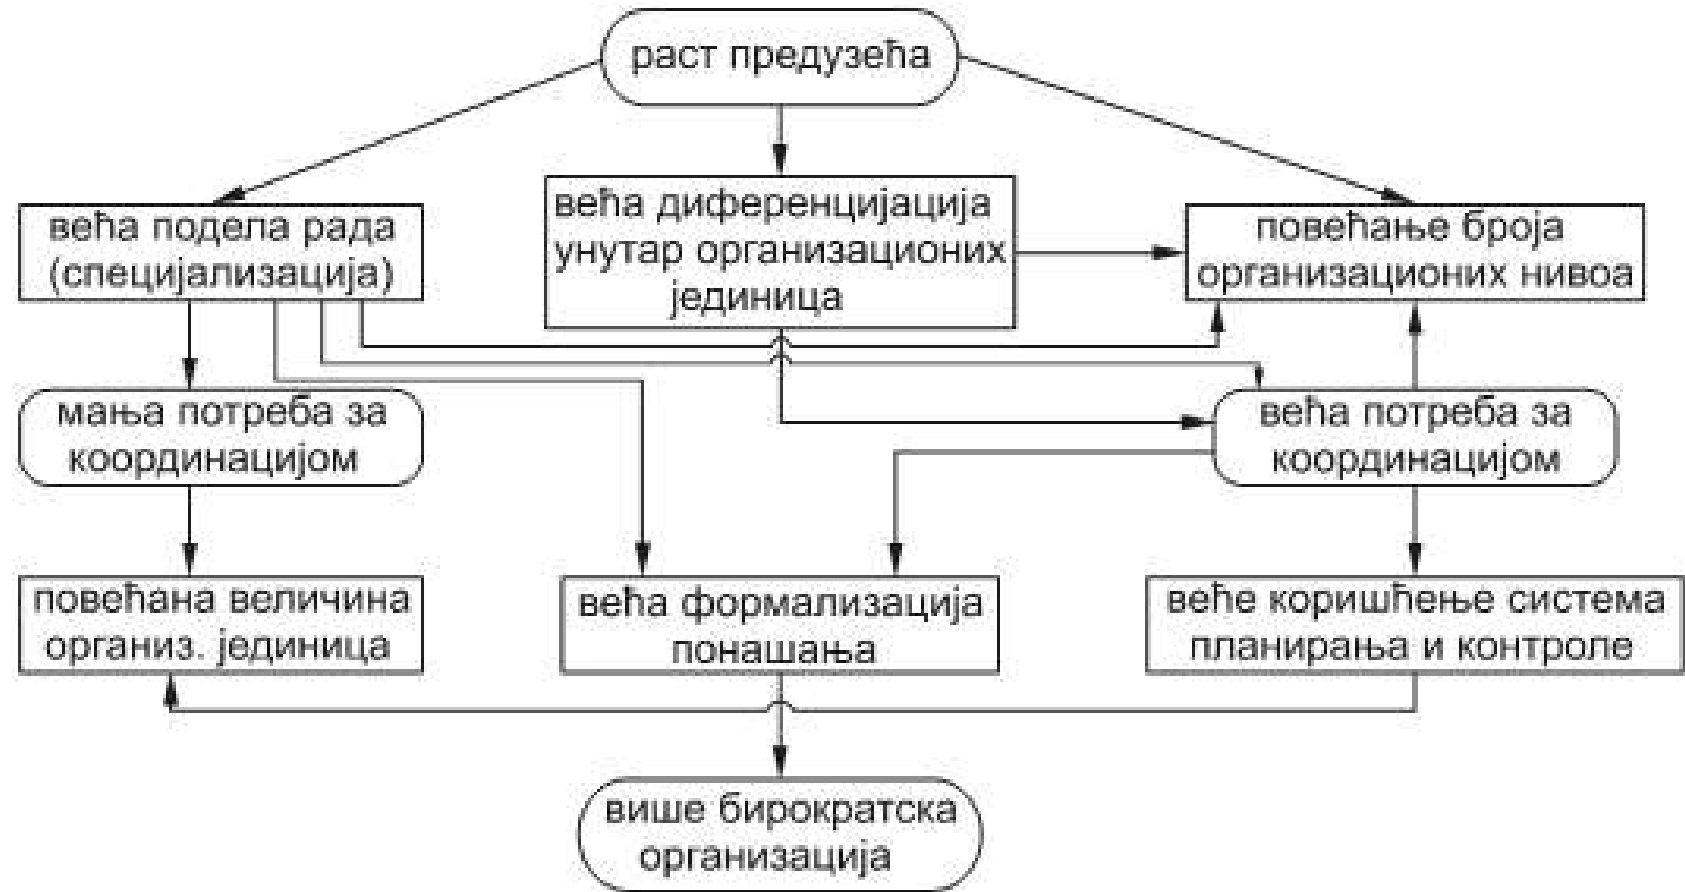 раст предузећа
већа подела рада
(специјализација)
већа диференцијација
унутар организационих
јединица
повећање броја
организационих нивоа
мања потреба за
координацијом
већа потреба за
координацијом
повећана величина
организ. јединица
већа формализација
понашања
веће коришћење система
планирања и контроле
више бирократска
организација